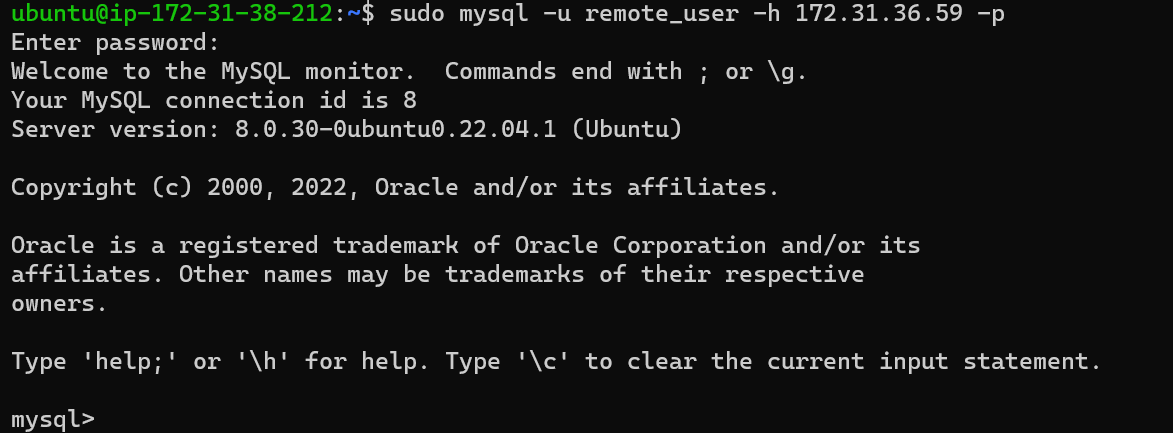 ubuntu@ip-172-31-38-212:~$ sudo mysql -u remote_user -h 172.31.36.59 -p
Enter password:
Welcome to the MySQL monitor.  Commands end with ; or \g.
Your MySQL connection id is 8
Server version: 8.0.30-0ubuntu0.22.04.1 (Ubuntu)

Copyright (c) 2000, 2022, Oracle and/or its affiliates.

Oracle is a registered trademark of Oracle Corporation and/or its
affiliates. Other names may be trademarks of their respective
owners.

Type 'help;' or '\h' for help. Type '\c' to clear the current input statement.

mysql>